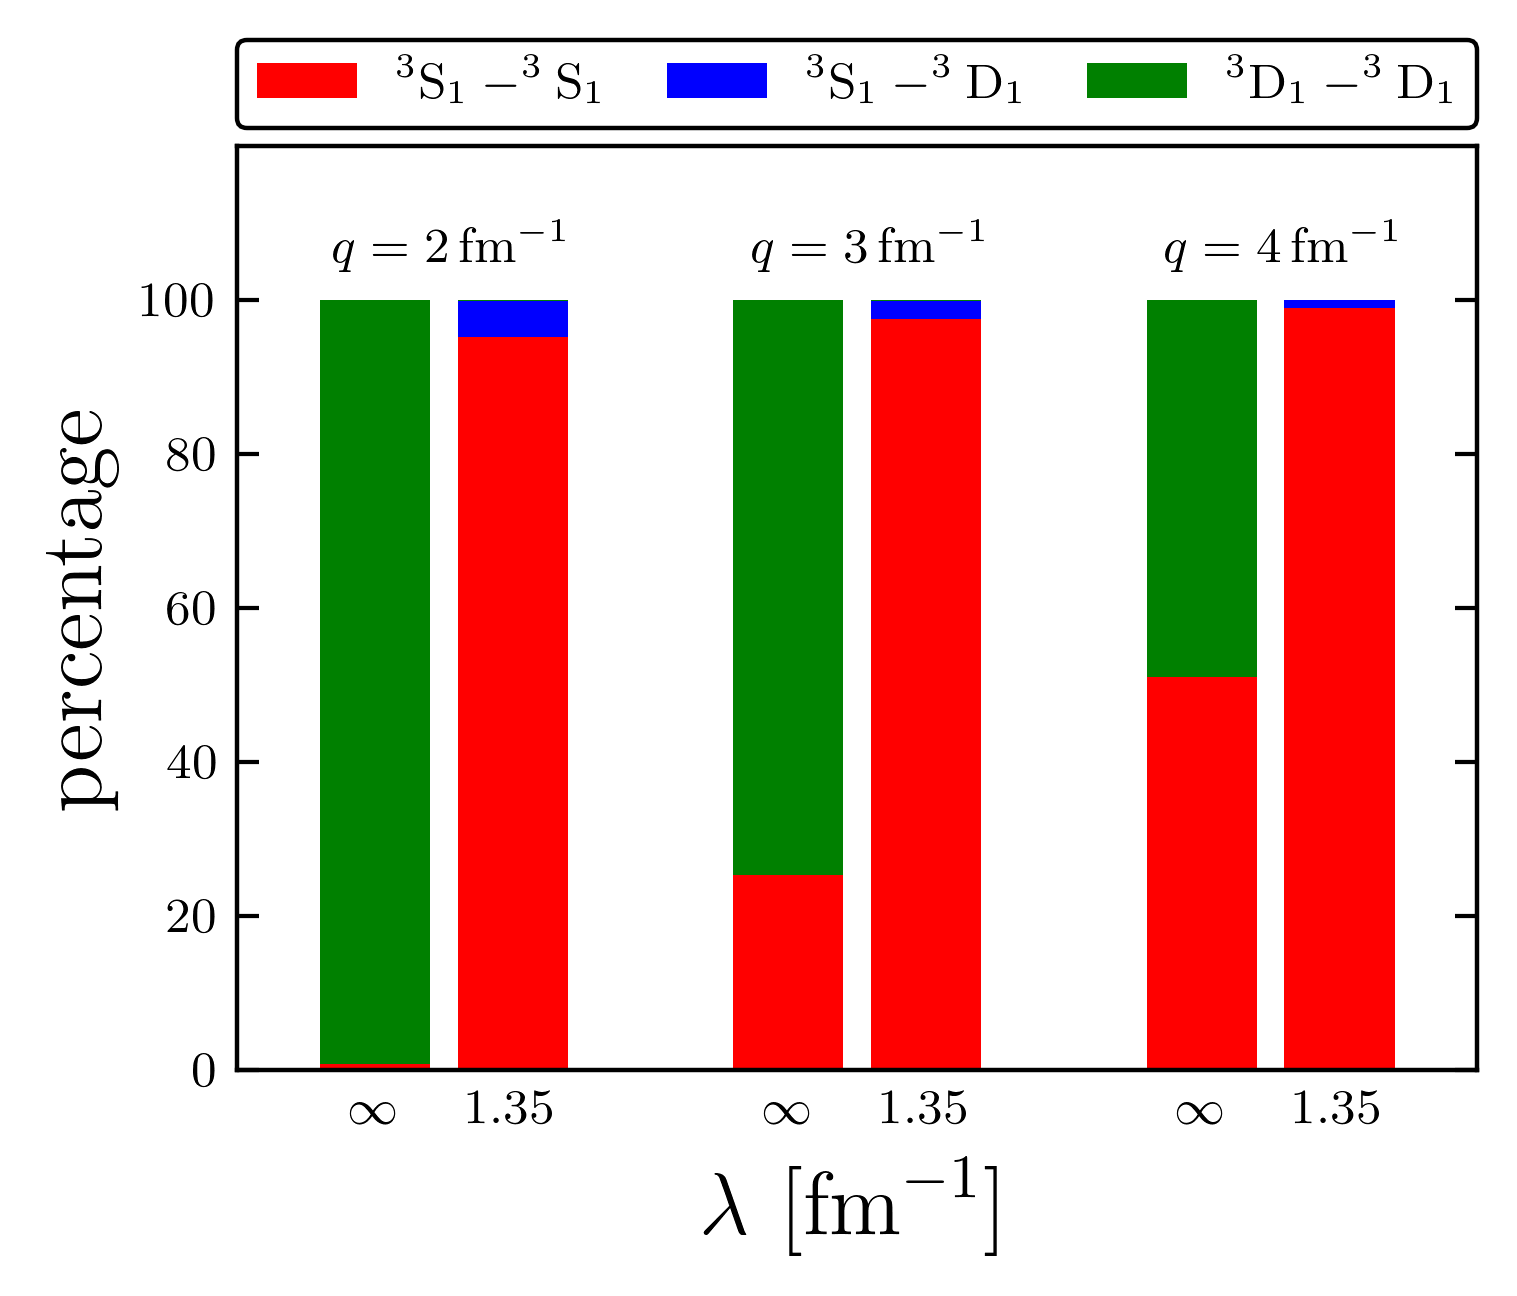 ³S₁ −³ S₁ ³S₁ −³ D₁ ³D₁ −³ D₁
q = 2 fm⁻¹ q = 3 fm⁻¹ q = 4 fm⁻¹
100
80
60
40
20
0
percentage
∞ 1.35 ∞ 1.35 ∞ 1.35
λ [fm⁻¹]